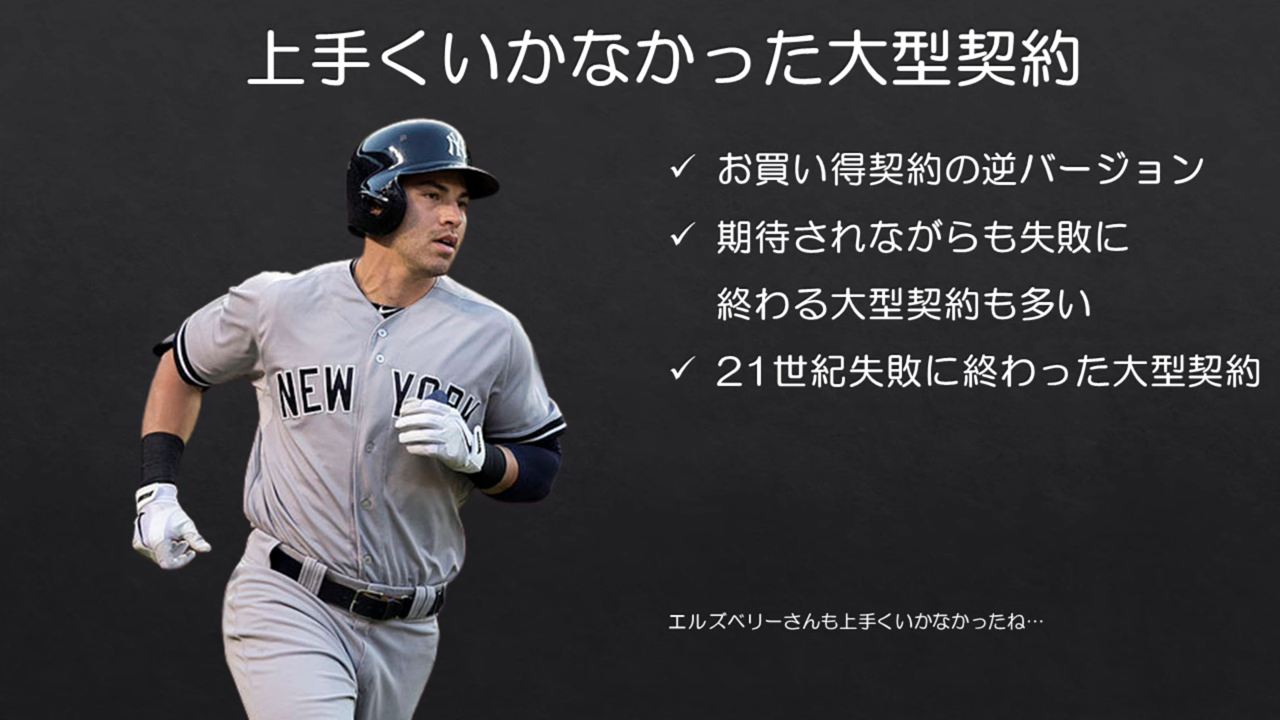 上手くいかなかった大型契約
✓ お買い得契約の逆バージョン
✓ 期待されながらも失敗に
終わる大型契約も多い
✓ 21世紀失敗に終わった大型契約
NEW YORK
エルズベリーさんも上手くいかなかったね…